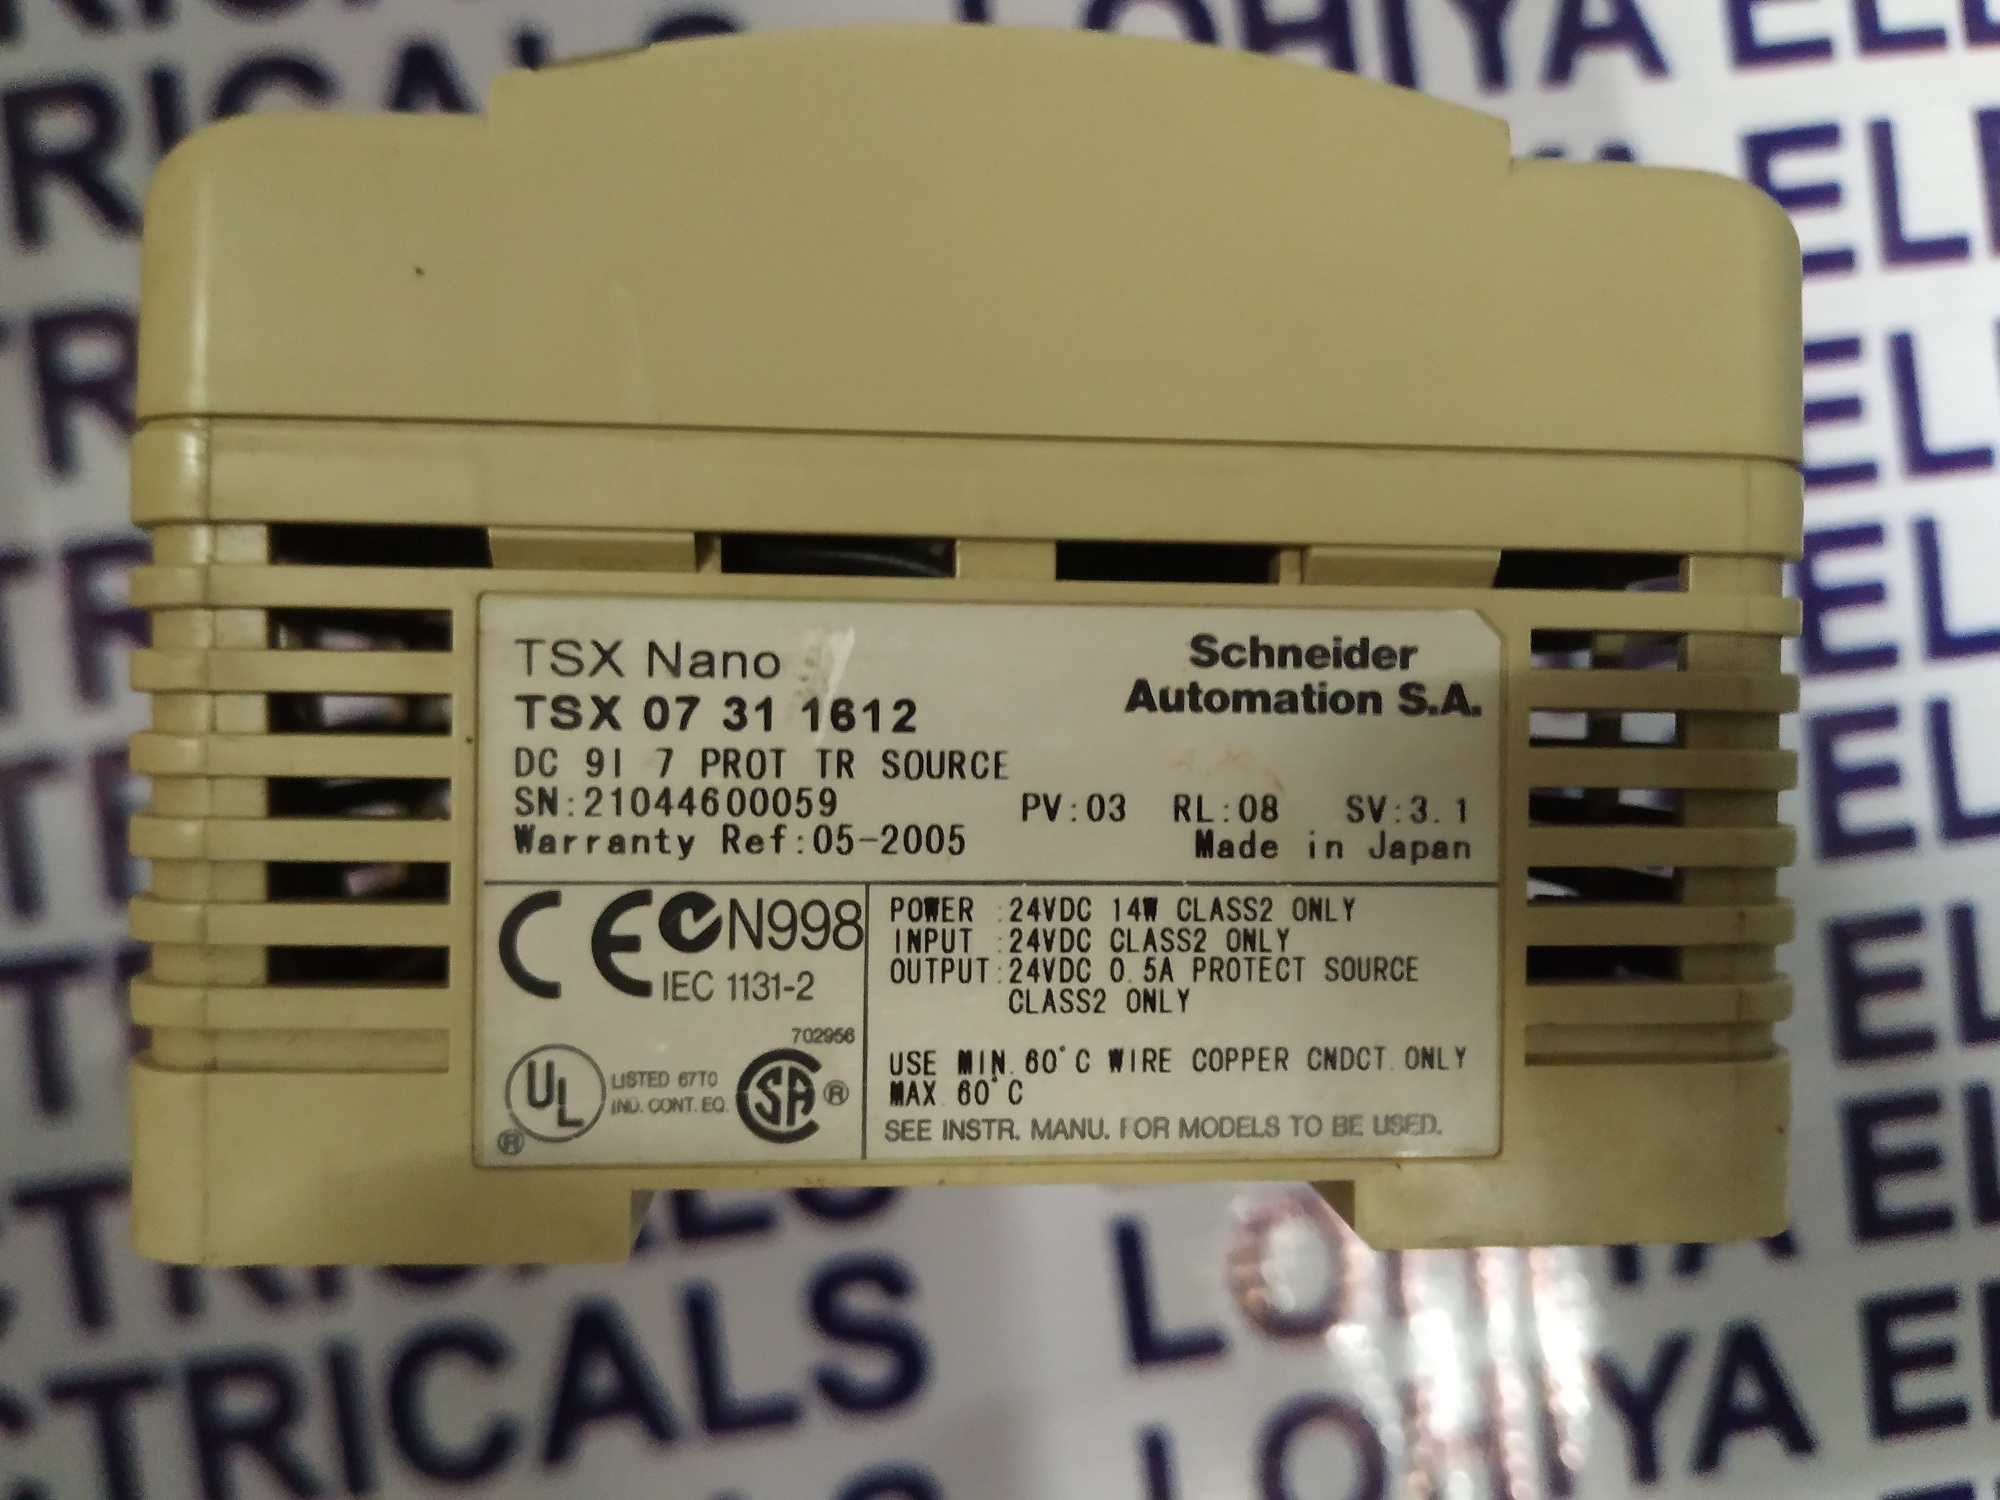 TSX Nano
Schneider
Automation S.A.
TSX 07 31 1612
DC 9I 7 PROT TR SOURCE
SN:21044600059 PV:03 RL:08 SV:3.1
Warranty Ref:05-2005 Made in Japan
CE N998
IEC 1131-2
702956
UL LISTED 67T0
IND. CONT. EQ.
SA ®
®
POWER :24VDC 14W CLASS2 ONLY
INPUT :24VDC CLASS2 ONLY
OUTPUT:24VDC 0.5A PROTECT SOURCE
CLASS2 ONLY
USE MIN.60°C WIRE COPPER CNDCT.ONLY
MAX.60°C
SEE INSTR. MANU. FOR MODELS TO BE USED.
CTRICALS
LOHIYA ELE